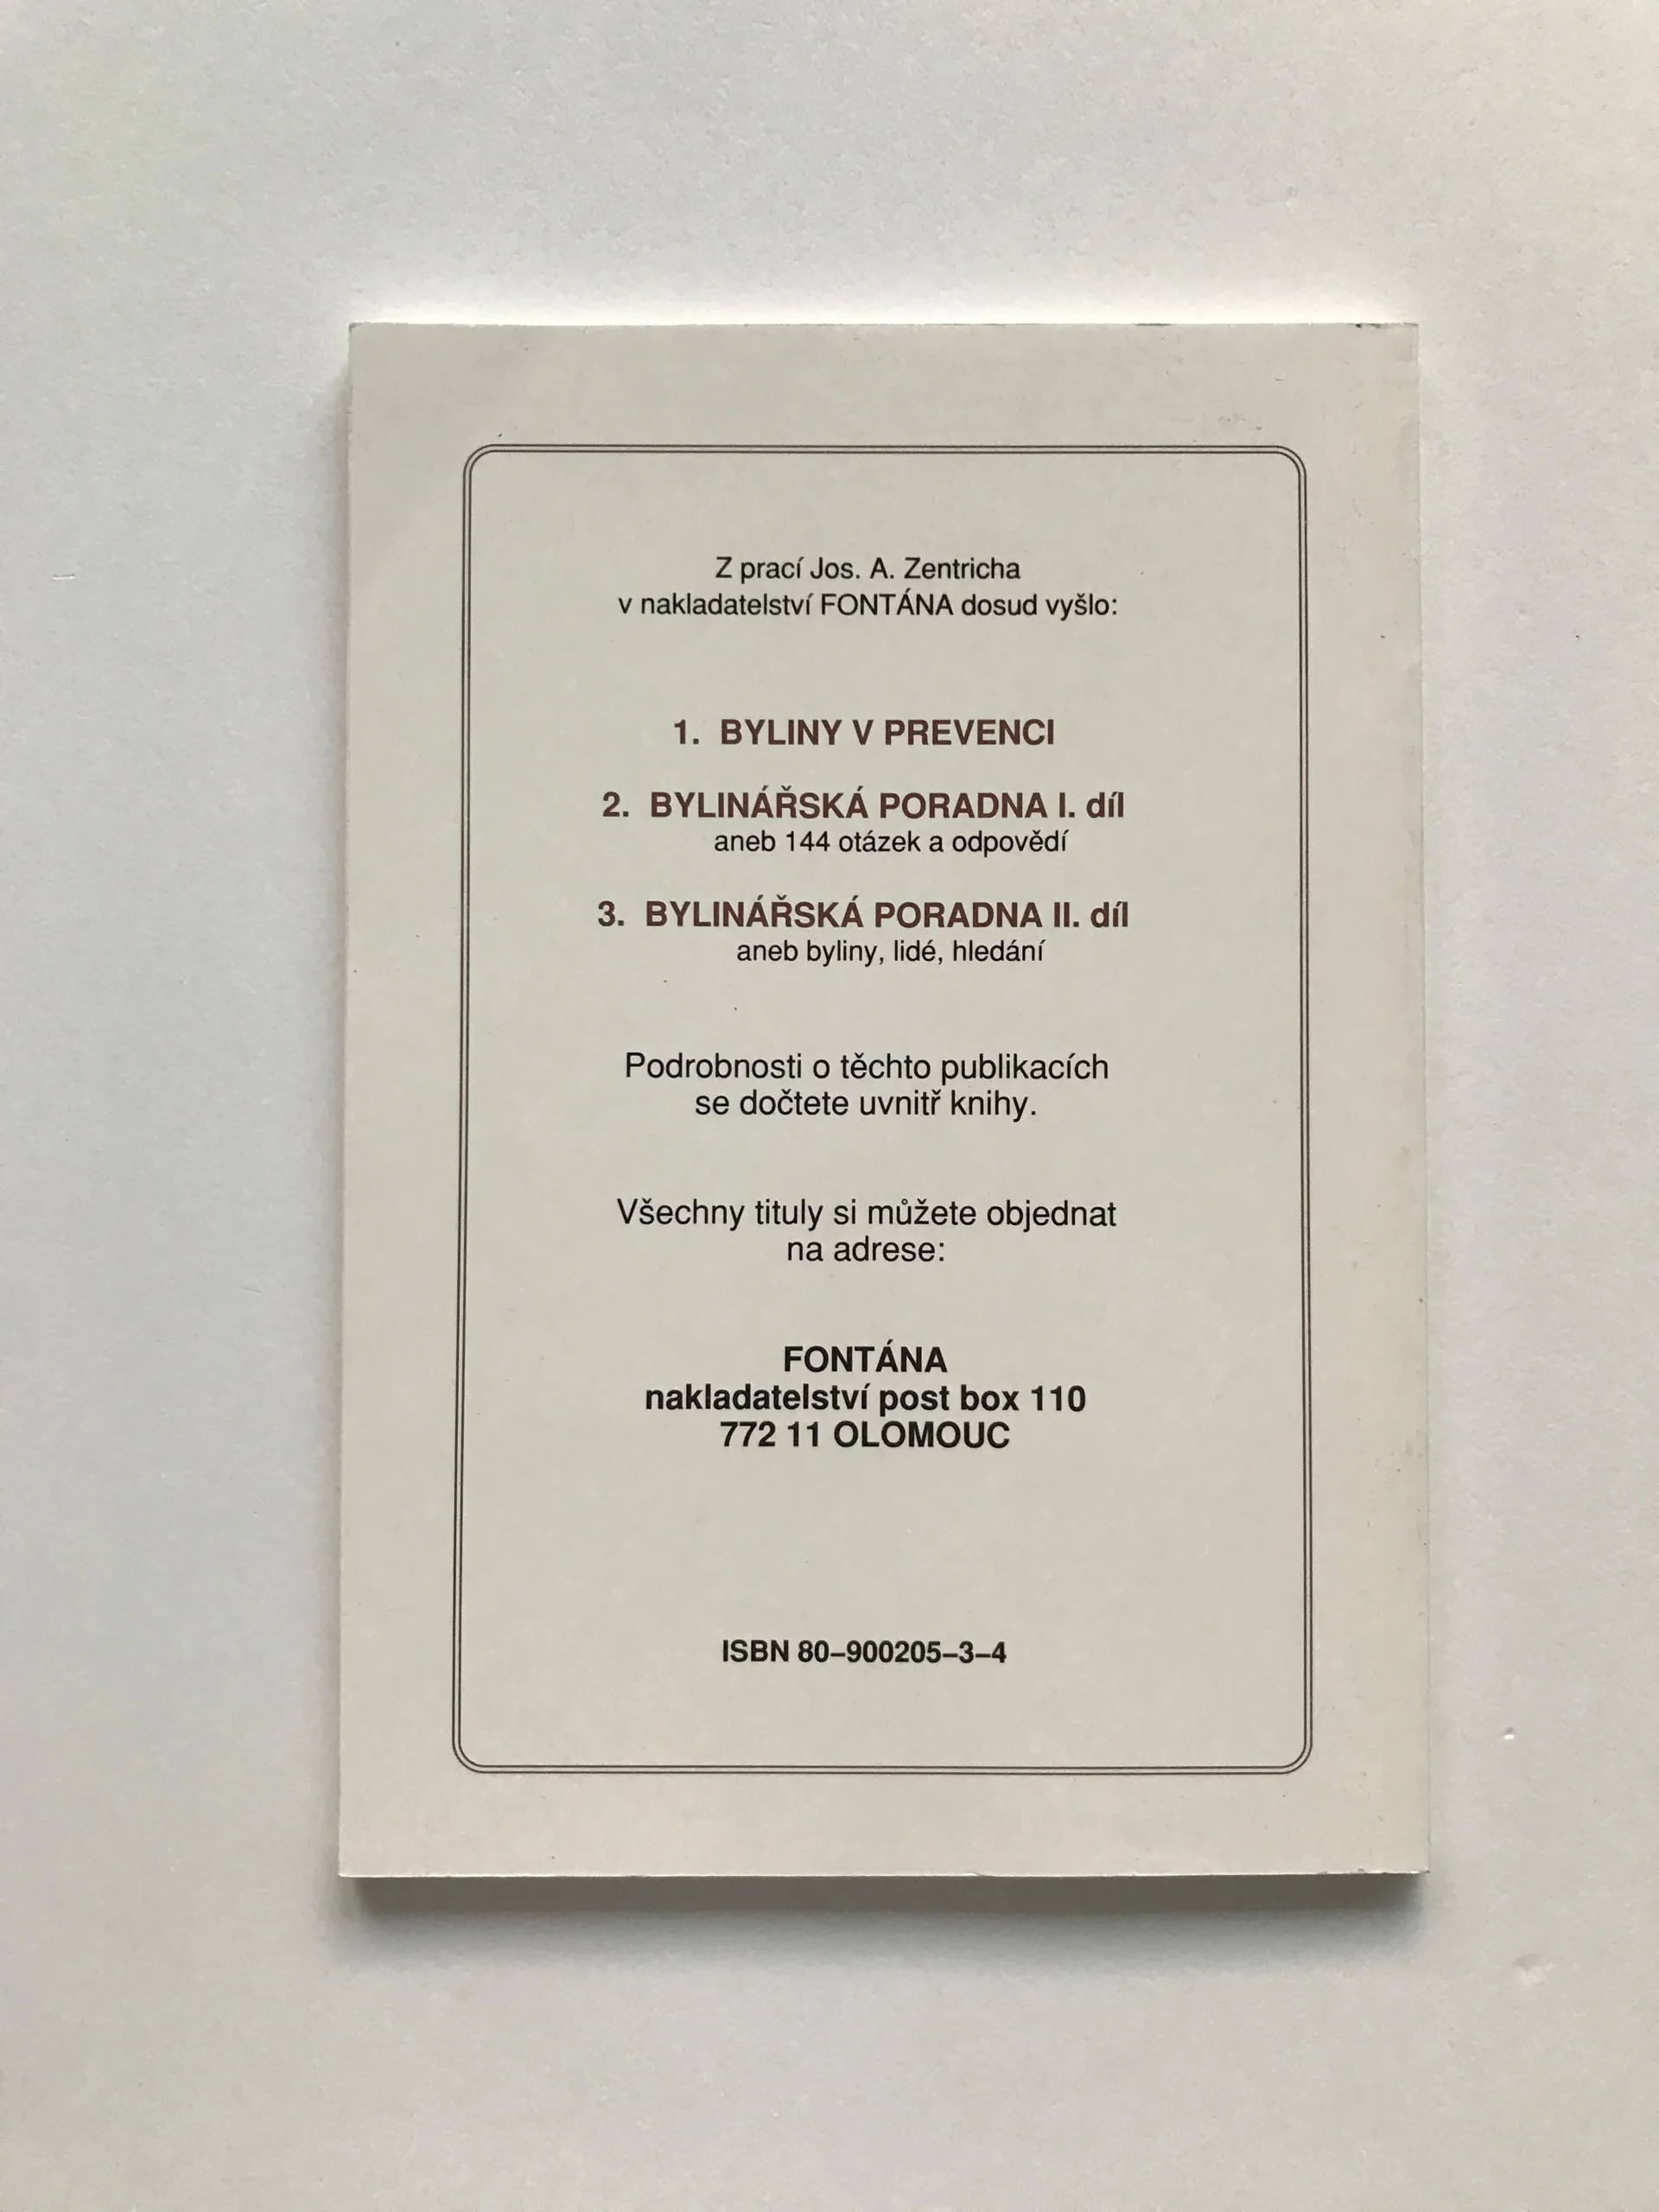 Z prací Jos. A. Zentricha
v nakladatelství FONTÁNA dosud vyšlo:
1. BYLINY V PREVENCI
2. BYLINÁŘSKÁ PORADNA I. díl
aneb 144 otázek a odpovědí
3. BYLINÁŘSKÁ PORADNA II. díl
aneb byliny, lidé, hledání
Podrobnosti o těchto publikacích
se dočtete uvnitř knihy.
Všechny tituly si můžete objednat
na adrese:
FONTÁNA
nakladatelství post box 110
772 11 OLOMOUC
ISBN 80–900205–3–4